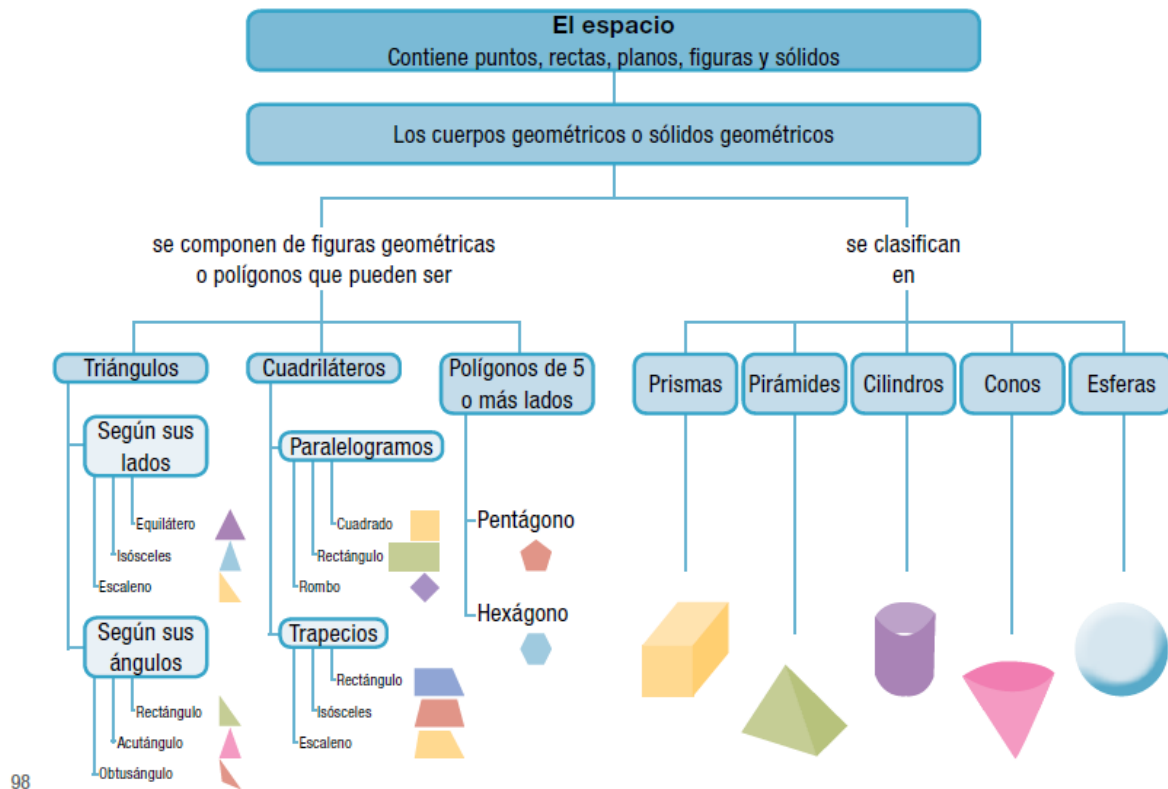 El espacio
Contiene puntos, rectas, planos, figuras y sólidos
Los cuerpos geométricos o sólidos geométricos
se componen de figuras geométricas
o polígonos que pueden ser
Triángulos
Según sus
lados
Equilátero
Isósceles
Escaleno
Según sus
ángulos
Rectángulo
Acutángulo
Obtusángulo
Cuadriláteros
Paralelogramos
Cuadrado
Rectángulo
Rombo
Trapecios
Rectángulo
Isósceles
Escaleno
Polígonos de 5
o más lados
Pentágono
Hexágono
se clasifican
en
Prismas
Pirámides
Cilindros
Conos
Esferas
98